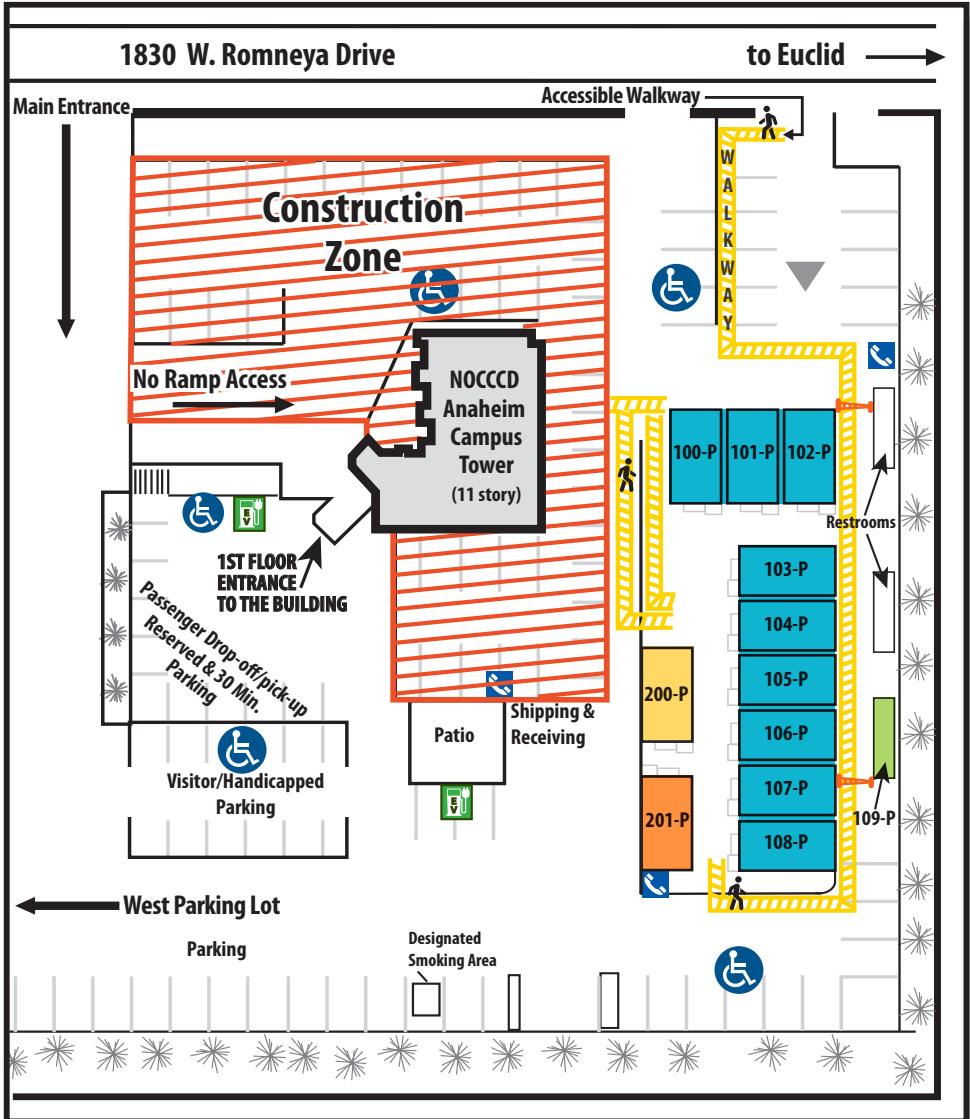 1830 W. Romneya Drive
to Euclid
Main Entrance
Accessible Walkway
WALKWAY
Construction
Zone
No Ramp Access
NOCCCD
Anaheim
Campus
Tower
(11 story)
100-P
101-P
102-P
Restrooms
EV
1ST FLOOR
ENTRANCE
TO THE BUILDING
103-P
104-P
105-P
106-P
107-P
108-P
109-P
200-P
201-P
Passenger Drop-off/pick-up
Reserved & 30 Min.
Parking
Shipping &
Receiving
Patio
EV
Visitor/Handicapped
Parking
West Parking Lot
Parking
Designated
Smoking Area